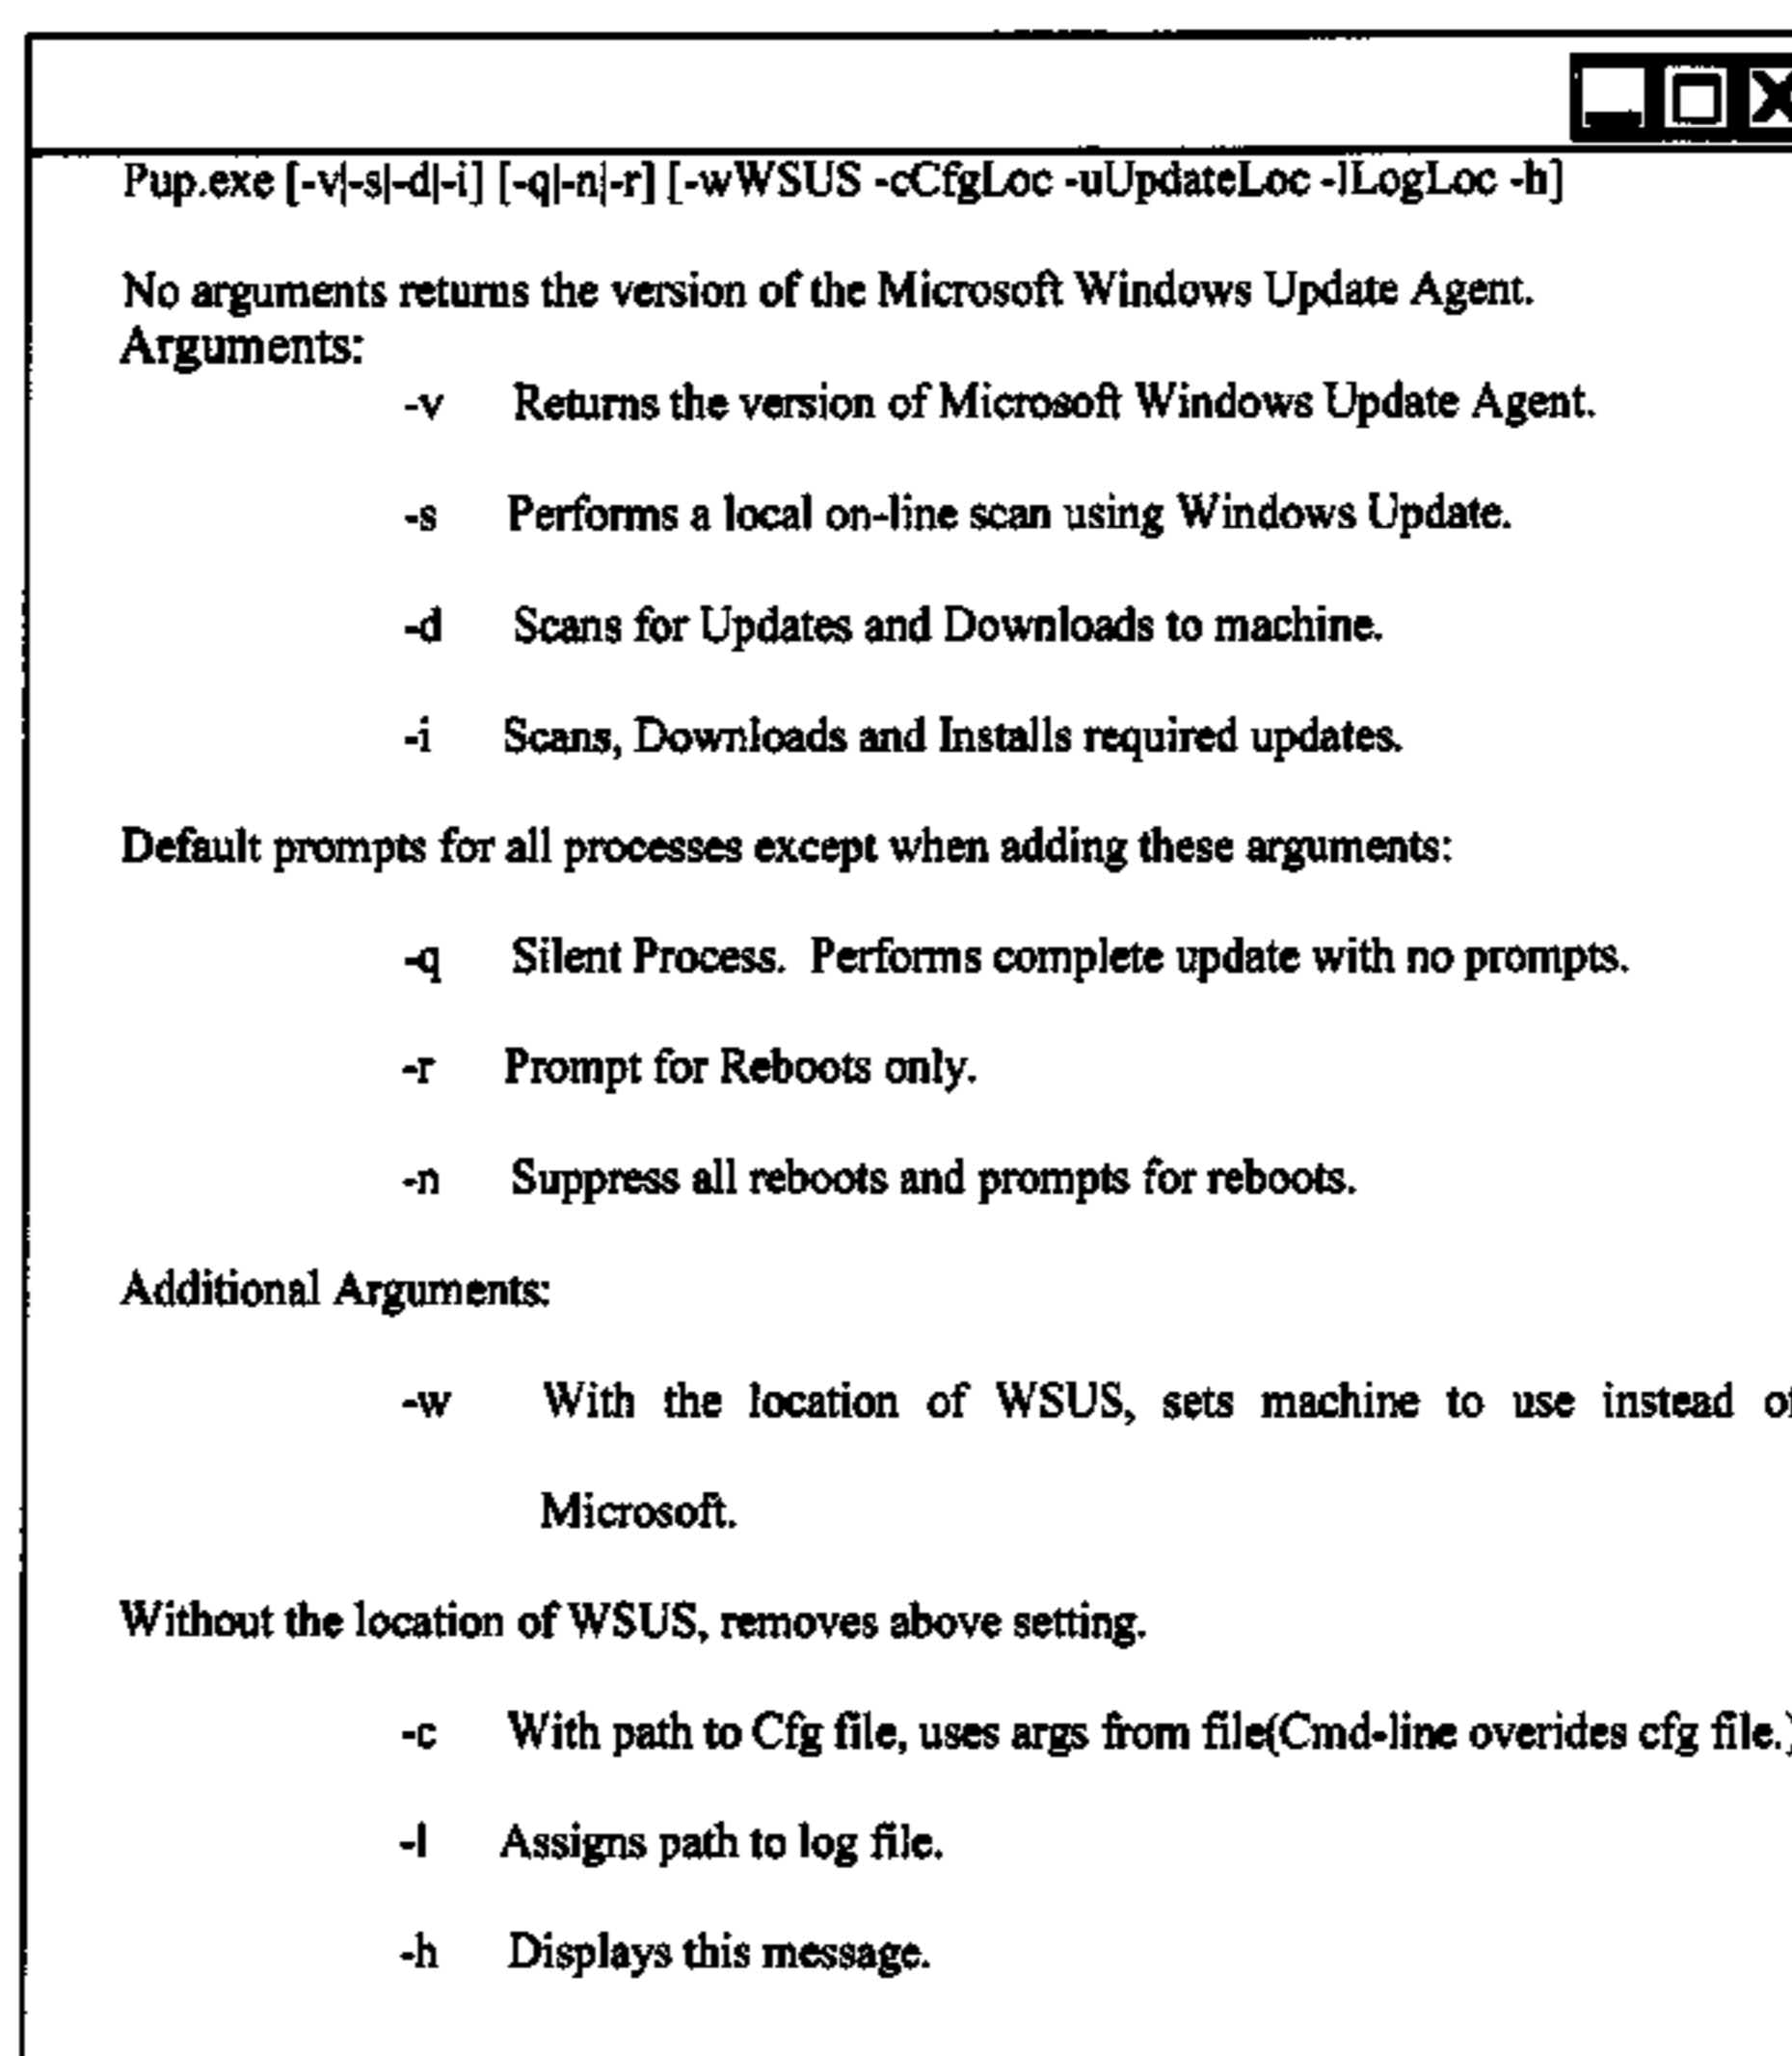 Pup.exe [-v|-s|-d|-i] [-q|-n|-r] [-wWSUS -cCfgLoc -uUpdateLoc -lLogLoc -h]
No arguments returns the version of the Microsoft Windows Update Agent.
Arguments:
-v Returns the version of Microsoft Windows Update Agent.
-s Performs a local on-line scan using Windows Update.
-d Scans for Updates and Downloads to machine.
-i Scans, Downloads and Installs required updates.
Default prompts for all processes except when adding these arguments:
-q Silent Process. Performs complete update with no prompts.
-r Prompt for Reboots only.
-n Suppress all reboots and prompts for reboots.
Additional Arguments:
-w With the location of WSUS, sets machine to use instead of
Microsoft.
Without the location of WSUS, removes above setting.
-c With path to Cfg file, uses args from file(Cmd-line overides cfg file.)
-l Assigns path to log file.
-h Displays this message.